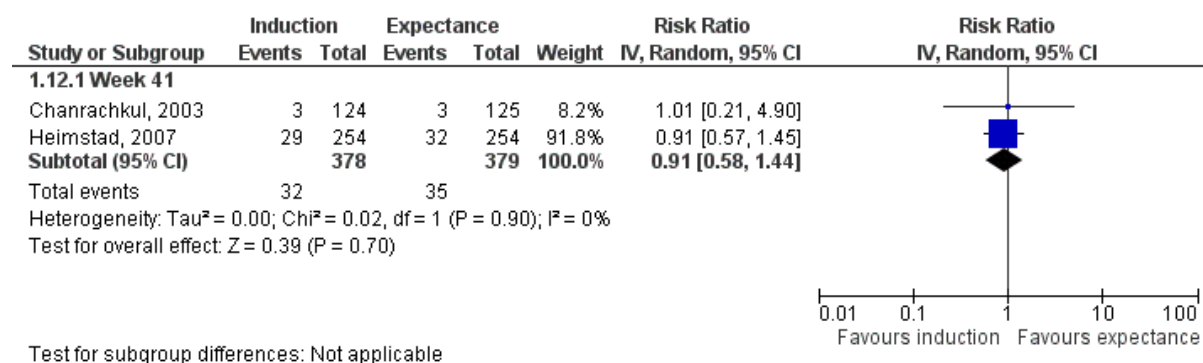 Induction Expectance Risk Ratio Risk Ratio
Study or Subgroup Events Total Events Total Weight IV, Random, 95% CI IV, Random, 95% CI
1.12.1 Week 41
Chanrachkul, 2003 3 124 3 125 8.2% 1.01 [0.21, 4.90]
Heimstad, 2007 29 254 32 254 91.8% 0.91 [0.57, 1.45]
Subtotal (95% CI) 378 379 100.0% 0.91 [0.58, 1.44]
Total events 32 35
Heterogeneity: Tau² = 0.00; Chi² = 0.02, df = 1 (P = 0.90); I² = 0%
Test for overall effect: Z = 0.39 (P = 0.70)
0.01 0.1 1 10 100
Favours induction Favours expectance
Test for subgroup differences: Not applicable